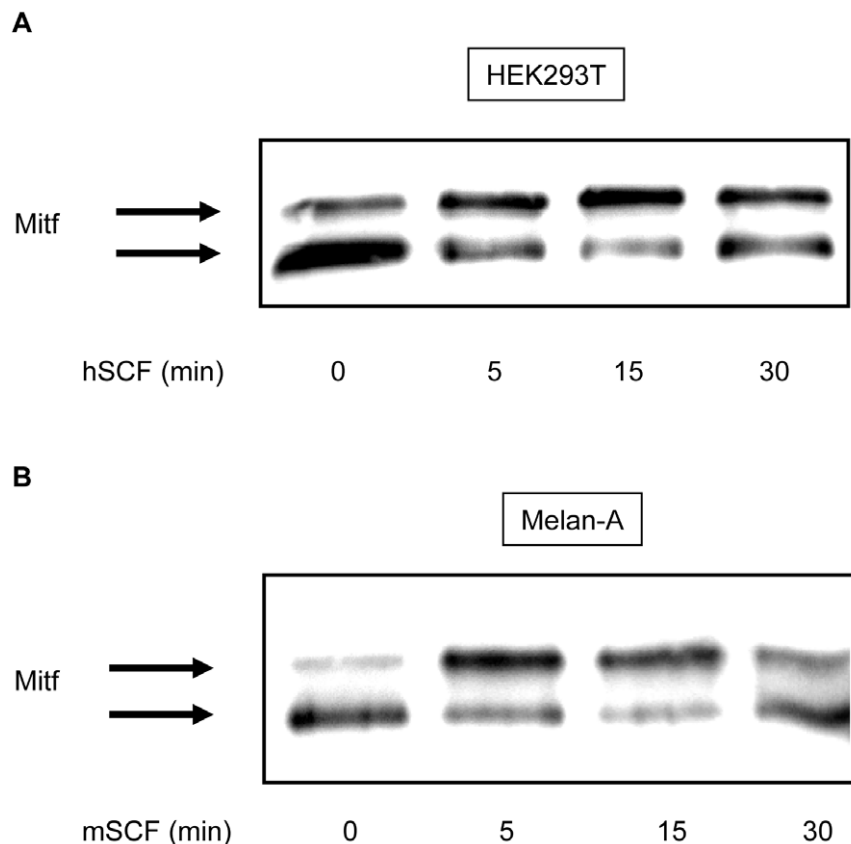 A
HEK293T
Mitf
hSCF (min) 0 5 15 30
B
Melan-A
Mitf
mSCF (min) 0 5 15 30